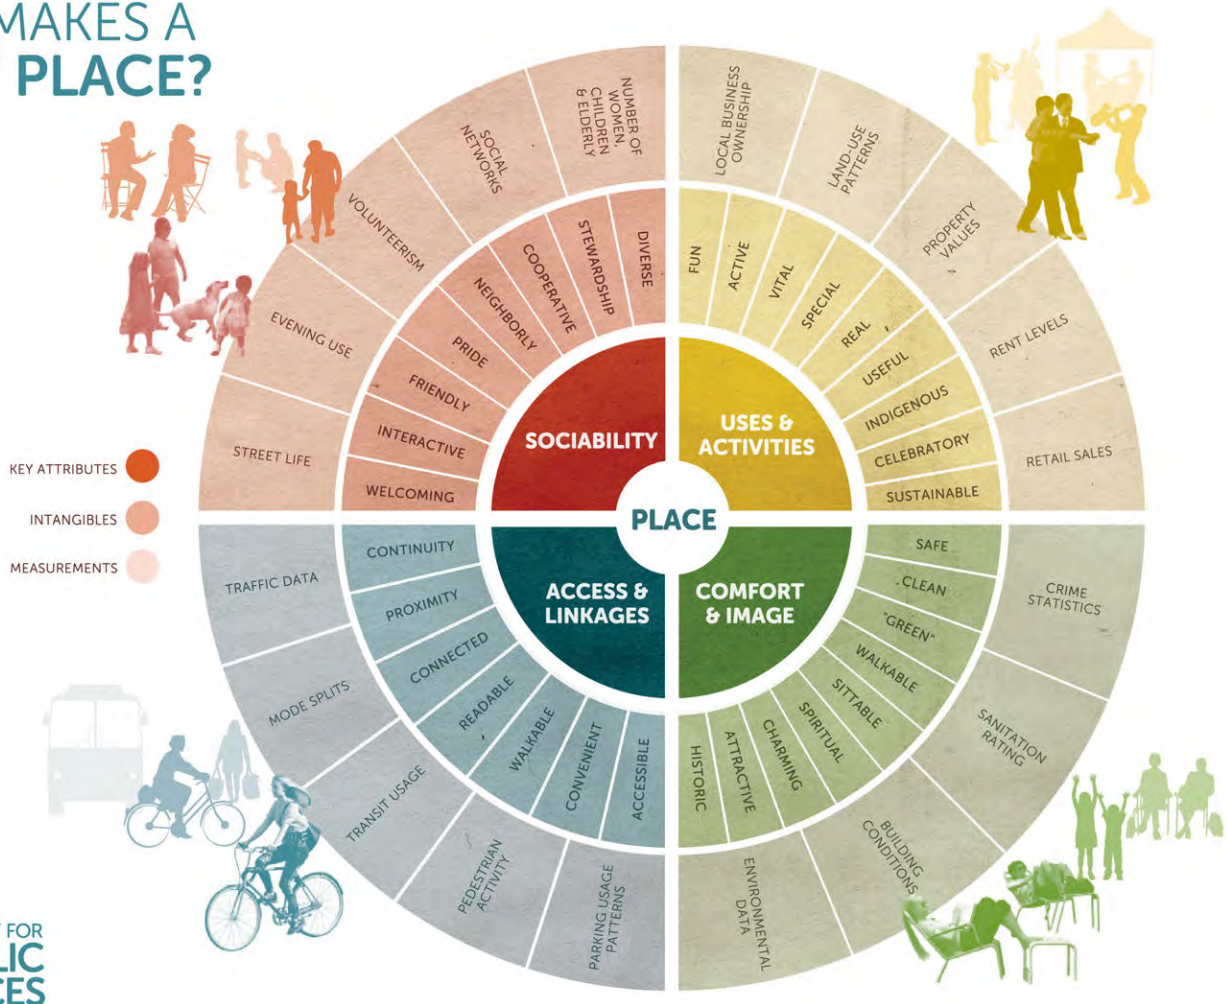 MAKES A
PLACE?
NUMBER OF
WOMEN,
CHILDREN
& ELDERLY
SOCIAL
NETWORKS
VOLUNTEERISM
EVENING USE
STREET LIFE
LOCAL BUSINESS
OWNERSHIP
LAND-USE
PATTERNS
PROPERTY
VALUES
RENT LEVELS
RETAIL SALES
DIVERSE
STEWARDSHIP
COOPERATIVE
NEIGHBORLY
PRIDE
FRIENDLY
INTERACTIVE
WELCOMING
FUN
ACTIVE
VITAL
SPECIAL
REAL
USEFUL
INDIGENOUS
CELEBRATORY
SUSTAINABLE
SOCIABILITY
USES &
ACTIVITIES
PLACE
ACCESS &
LINKAGES
COMFORT
& IMAGE
KEY ATTRIBUTES
INTANGIBLES
MEASUREMENTS
CONTINUITY
PROXIMITY
CONNECTED
READABLE
WALKABLE
CONVENIENT
ACCESSIBLE
SAFE
CLEAN
"GREEN"
WALKABLE
SITTABLE
SPIRITUAL
CHARMING
ATTRACTIVE
HISTORIC
TRAFFIC DATA
MODE SPLITS
TRANSIT USAGE
PEDESTRIAN
ACTIVITY
PARKING USAGE
PATTERNS
CRIME
STATISTICS
SANITATION
RATING
BUILDING
CONDITIONS
ENVIRONMENTAL
DATA
FOR
LIC
CES